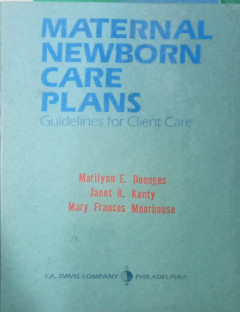 MATERNAL
NEWBORN
CARE
PLANS
Guidelines for Client Care
Marilynn E. Doenges
Janet R. Kenty
Mary Frances Moorhouse
F.A. DAVIS COMPANY PHILADELPHIA